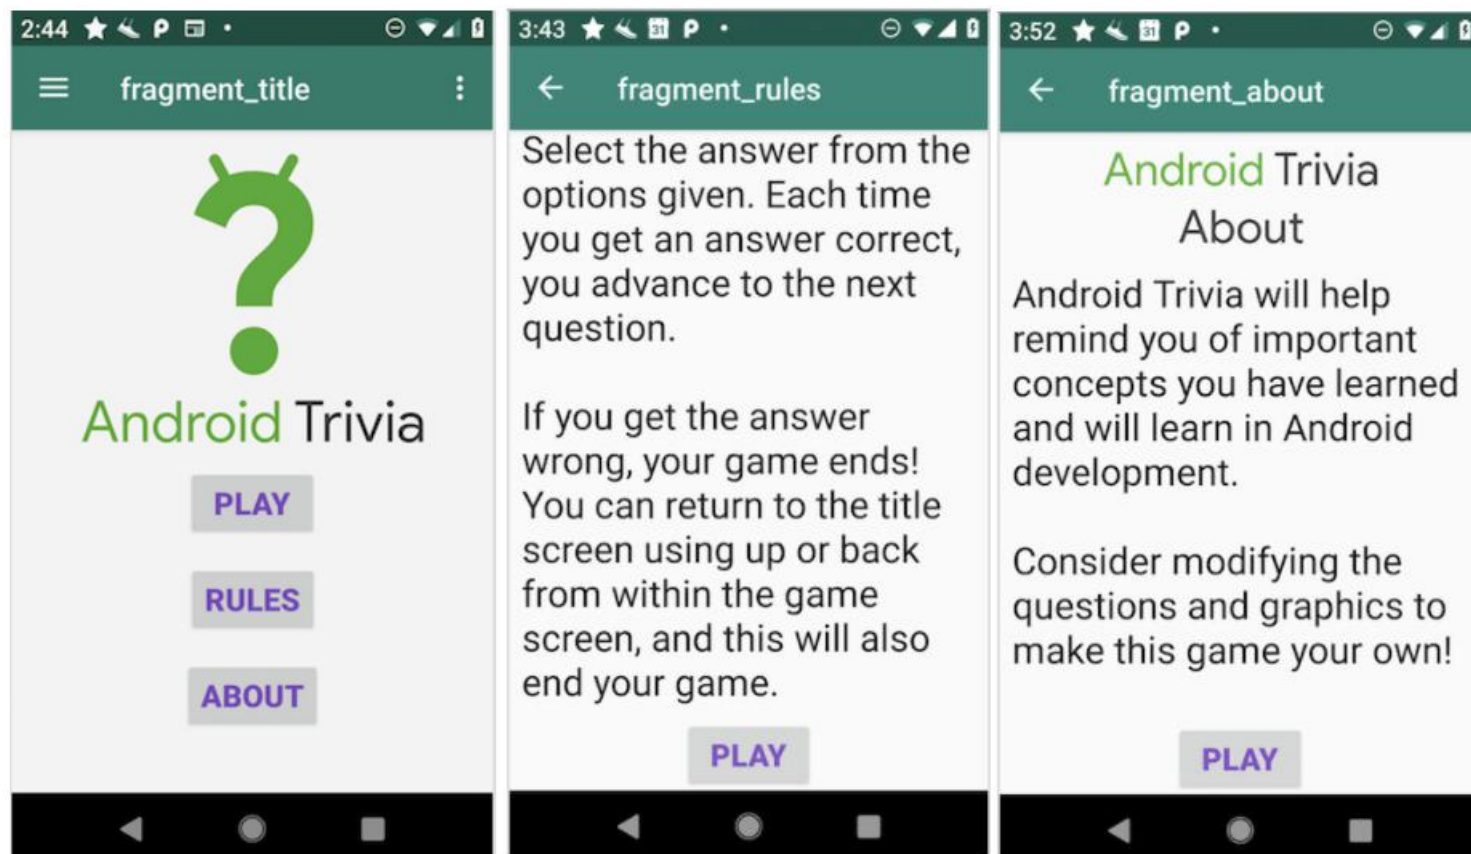 2:44
fragment_title
Android Trivia
PLAY
RULES
ABOUT
3:43
31
fragment_rules
Select the answer from the
options given. Each time
you get an answer correct,
you advance to the next
question.
If you get the answer
wrong, your game ends!
You can return to the title
screen using up or back
from within the game
screen, and this will also
end your game.
PLAY
3:52
31
fragment_about
Android Trivia
About
Android Trivia will help
remind you of important
concepts you have learned
and will learn in Android
development.
Consider modifying the
questions and graphics to
make this game your own!
PLAY